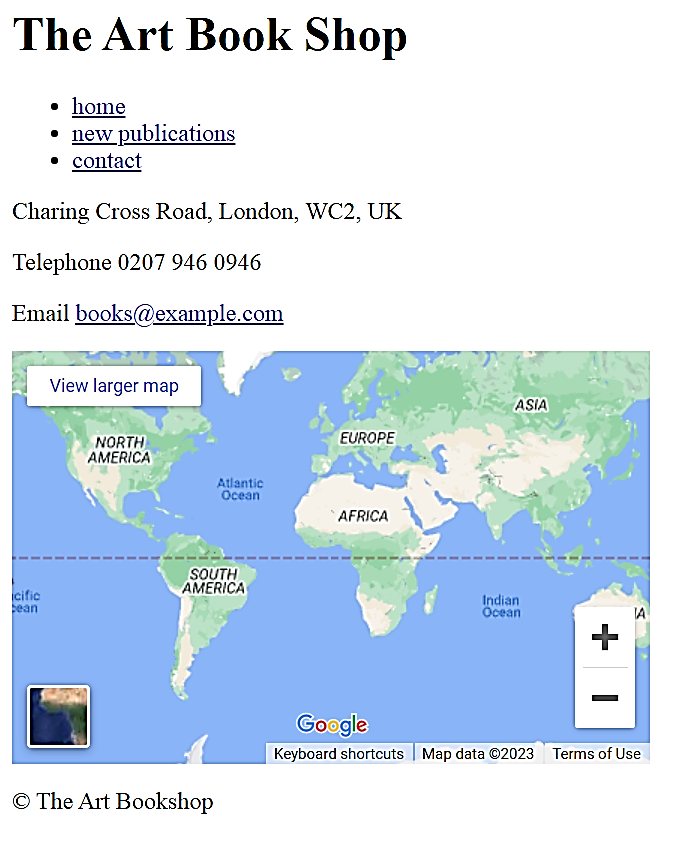 The Art Book Shop
home
new publications
contact
Charing Cross Road, London, WC2, UK
Telephone 0207 946 0946
Email books@example.com
View larger map
ASIA
EUROPE
NORTH
AMERICA
Atlantic
Ocean
AFRICA
SOUTH
AMERICA
cific
cean
Indian
Ocean
IA
Google
Keyboard shortcuts
Map data ©2023
Terms of Use
© The Art Bookshop